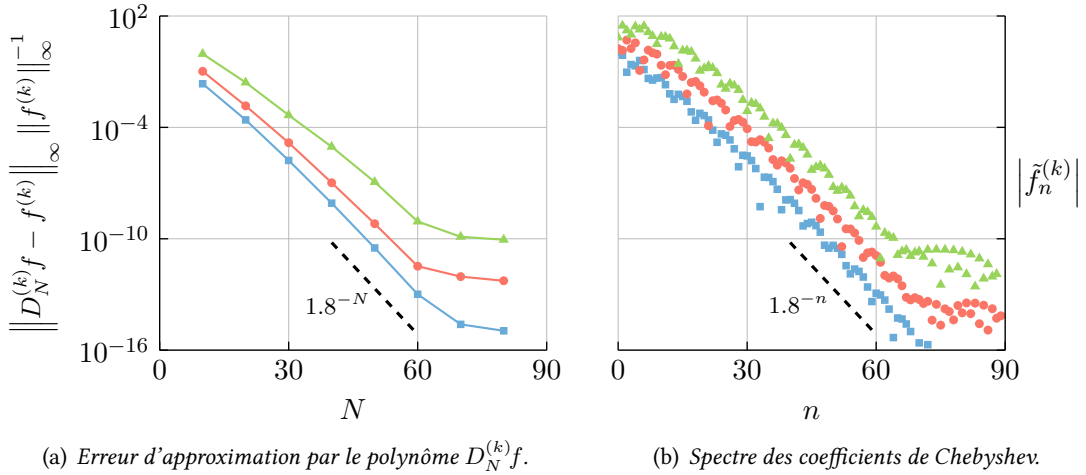 ‖D_N^{(k)} f − f^{(k)}‖_∞ ‖f^{(k)}‖_∞^{−1}
10^2
10^{−4}
10^{−10}
10^{−16}
1.8^{−N}
0 30 60 90
N
(a) Erreur d'approximation par le polynôme D_N^{(k)} f.
1.8^{−n}
0 30 60 90
n
|f̃_n^{(k)}|
(b) Spectre des coefficients de Chebyshev.